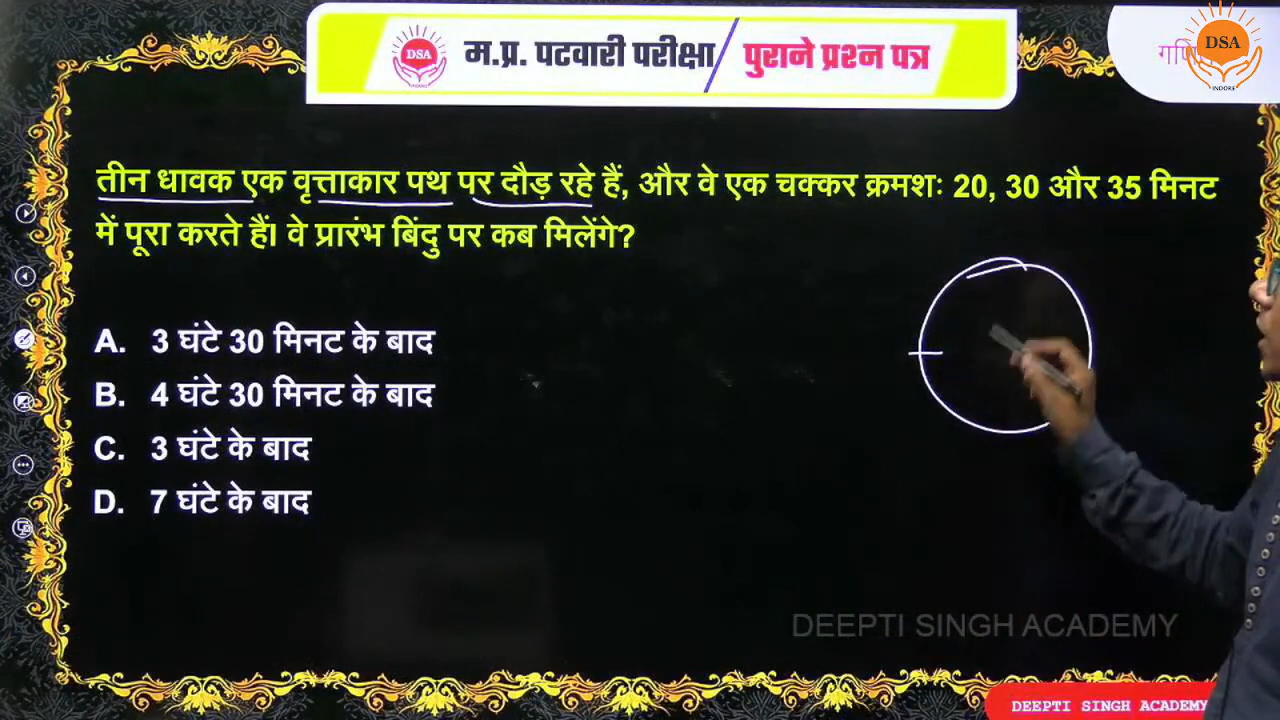 DSA
INDORE
म.प्र. पटवारी परीक्षा / पुराने प्रश्न पत्र
DSA
INDORE
तीन धावक एक वृत्ताकार पथ पर दौड़ रहे हैं, और वे एक चक्कर क्रमशः 20, 30 और 35 मिनट
में पूरा करते हैं। वे प्रारंभ बिंदु पर कब मिलेंगे?
A. 3 घंटे 30 मिनट के बाद
B. 4 घंटे 30 मिनट के बाद
C. 3 घंटे के बाद
D. 7 घंटे के बाद
DEEPTI SINGH ACADEMY
DEEPTI SINGH ACADEMY